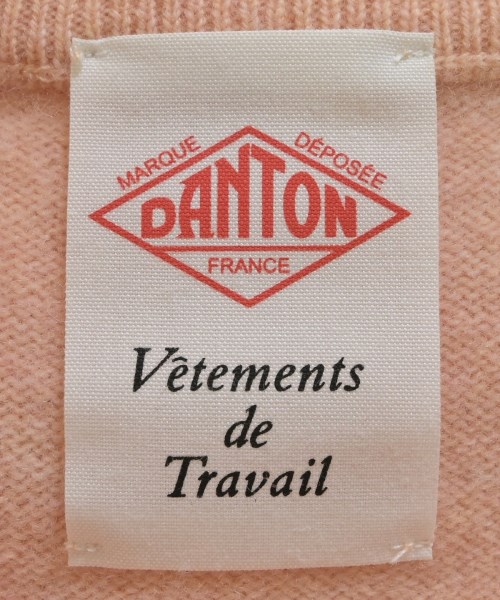 MARQUE DÉPOSÉE
DANTON
FRANCE
Vêtements
de
Travail